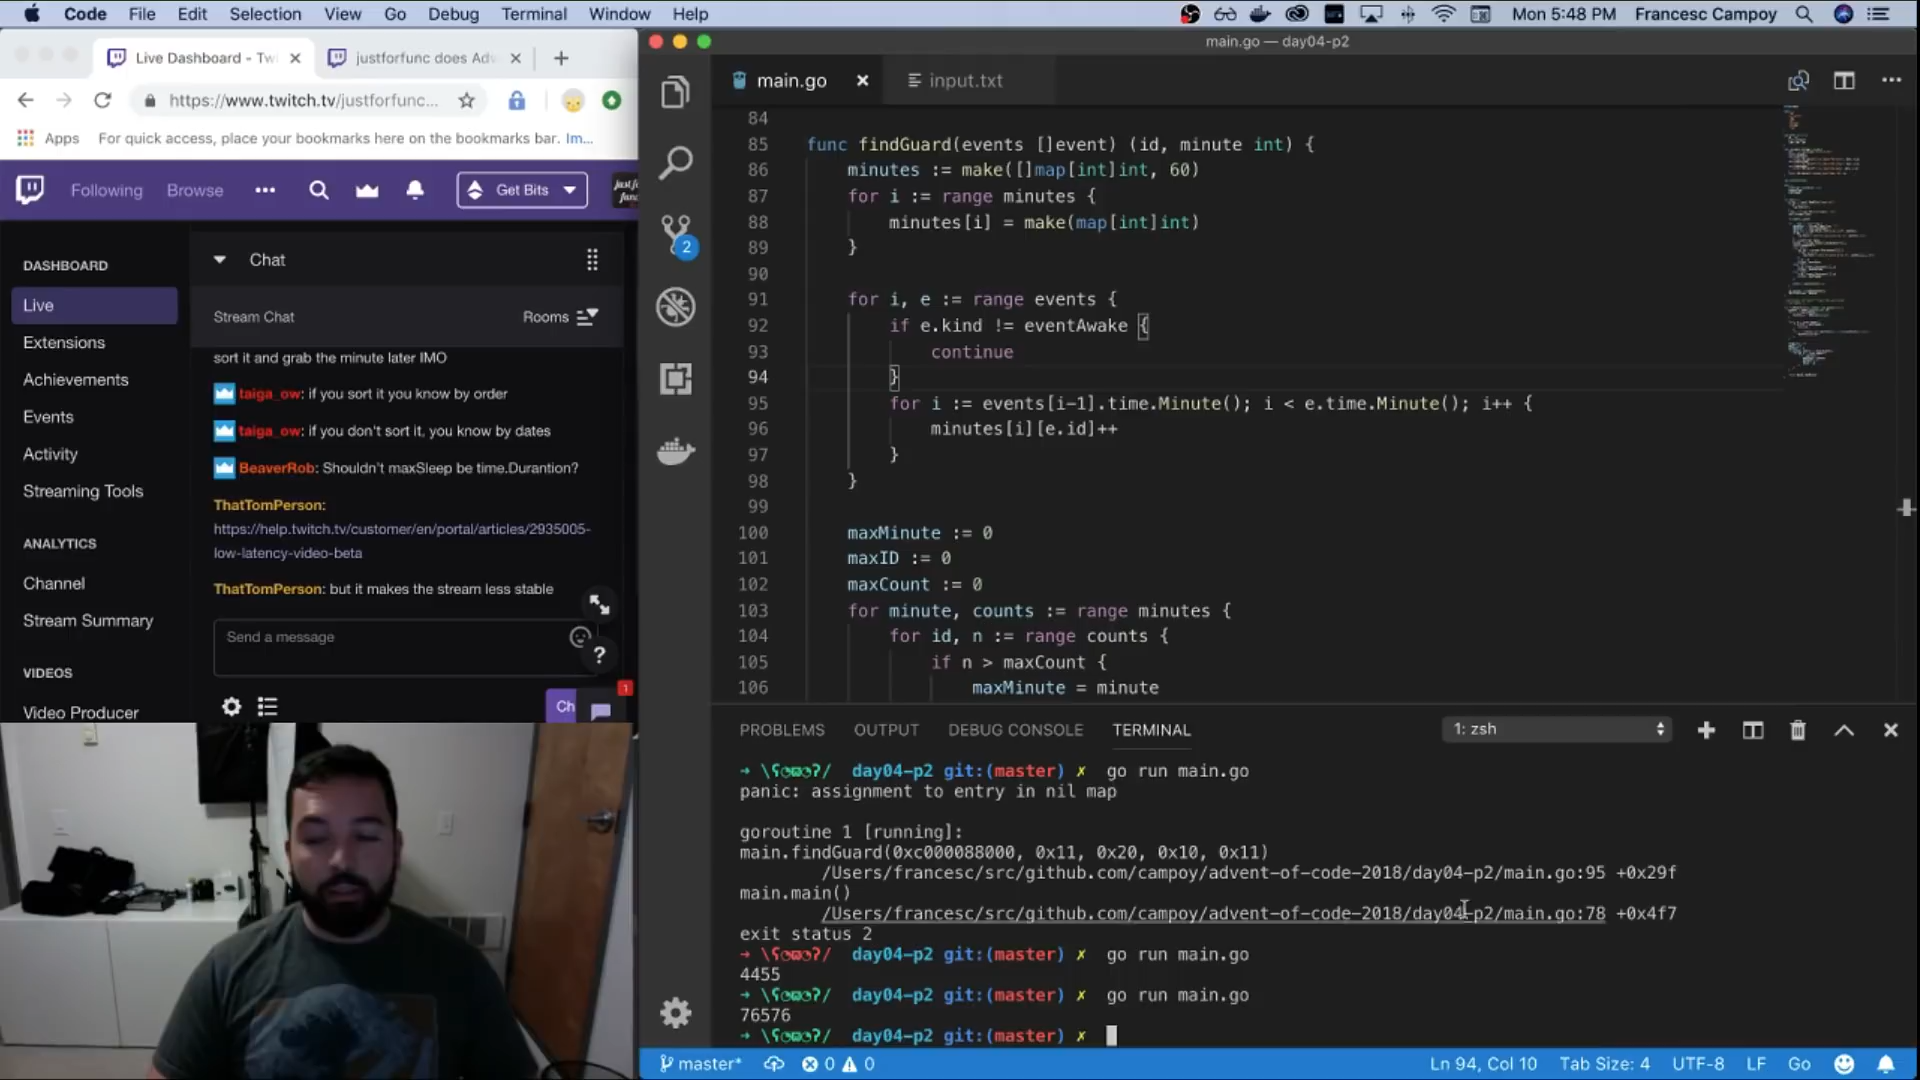 Code File Edit Selection View Go Debug Terminal Window Help
Mon 5:48 PM Francesc Campoy
Live Dashboard - Twi
justforfunc does Adv
https://www.twitch.tv/justforfunc...
Apps For quick access, place your bookmarks here on the bookmarks bar. Im...
Following Browse Get Bits
DASHBOARD
Live
Extensions
Achievements
Events
Activity
Streaming Tools
ANALYTICS
Channel
Stream Summary
VIDEOS
Video Producer
Chat
Stream Chat Rooms
sort it and grab the minute later IMO
taiga_ow: if you sort it you know by order
taiga_ow: if you don't sort it, you know by dates
BeaverRob: Shouldn't maxSleep be time.Durantion?
ThatTomPerson:
https://help.twitch.tv/customer/en/portal/articles/2935005-
low-latency-video-beta
ThatTomPerson: but it makes the stream less stable
Send a message
?
Ch
1
main.go — day04-p2
main.go input.txt
2
84
85 func findGuard(events []event) (id, minute int) {
86 minutes := make([]map[int]int, 60)
87 for i := range minutes {
88 minutes[i] = make(map[int]int)
89 }
90
91 for i, e := range events {
92 if e.kind != eventAwake {
93 continue
94 }
95 for i := events[i-1].time.Minute(); i < e.time.Minute(); i++ {
96 minutes[i][e.id]++
97 }
98 }
99
100 maxMinute := 0
101 maxID := 0
102 maxCount := 0
103 for minute, counts := range minutes {
104 for id, n := range counts {
105 if n > maxCount {
106 maxMinute = minute
PROBLEMS OUTPUT DEBUG CONSOLE TERMINAL 1: zsh
day04-p2 git:(master) ✗ go run main.go
panic: assignment to entry in nil map
goroutine 1 [running]:
main.findGuard(0xc000088000, 0x11, 0x20, 0x10, 0x11)
/Users/francesc/src/github.com/campoy/advent-of-code-2018/day04-p2/main.go:95 +0x29f
main.main()
/Users/francesc/src/github.com/campoy/advent-of-code-2018/day04-p2/main.go:78 +0x4f7
exit status 2
day04-p2 git:(master) ✗ go run main.go
4455
day04-p2 git:(master) ✗ go run main.go
76576
day04-p2 git:(master) ✗
master* 0 0 Ln 94, Col 10 Tab Size: 4 UTF-8 LF Go